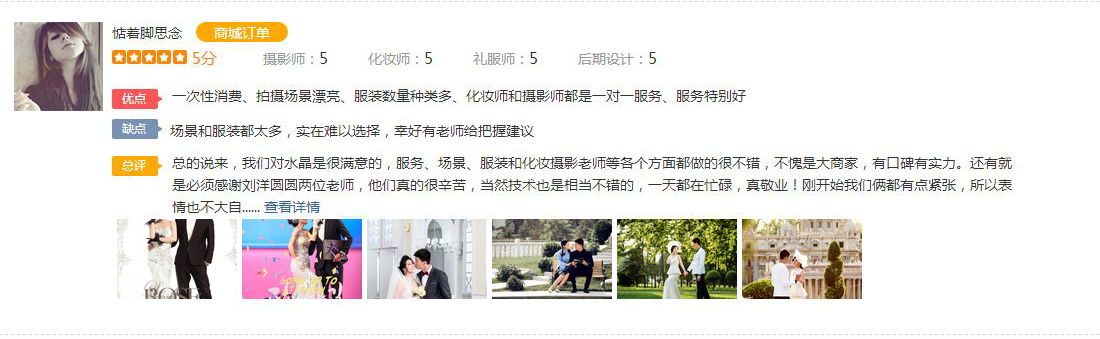 惦着脚思念 商城订单
5分 摄影师：5 化妆师：5 礼服师：5 后期设计：5
优点 一次性消费、拍摄场景漂亮、服装数量种类多、化妆师和摄影师都是一对一服务、服务特别好
缺点 场景和服装都太多，实在难以选择，幸好有老师给把握建议
总评 总的说来，我们对水晶是很满意的，服务、场景、服装和化妆摄影老师等各个方面都做的很不错，不愧是大商家，有口碑有实力。还有就
是必须感谢刘洋圆圆两位老师，他们真的很辛苦，当然技术也是相当不错的，一天都在忙碌，真敬业！刚开始我们俩都有点紧张，所以表
情也不大自...... 查看详情
ROSE